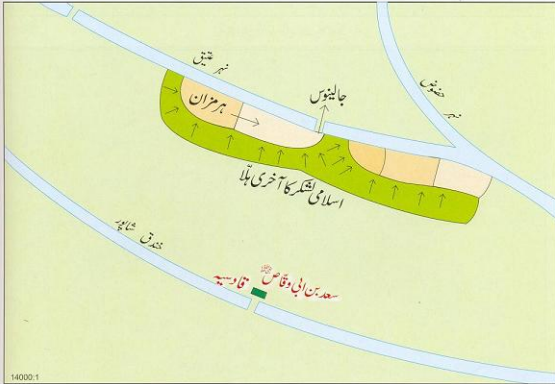 نہر عتیق
جالینوس
نہر حضوض
ہرمزان
اسلامی لشکر کا آخری ہلّا
خندق شاپور
سعد بن ابی وقاصؓ
قادسیہ
14000:1